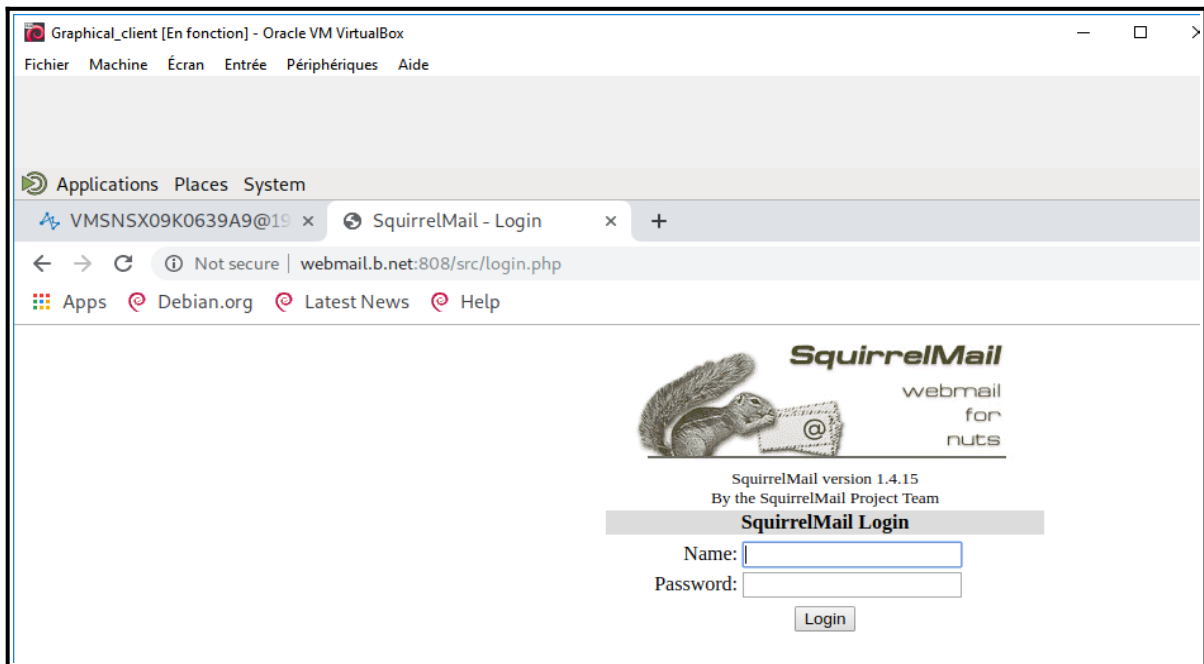 Graphical_client [En fonction] - Oracle VM VirtualBox
Fichier Machine Écran Entrée Périphériques Aide
Applications Places System
VMSNSX09K0639A9@19 SquirrelMail - Login
Not secure | webmail.b.net:808/src/login.php
Apps Debian.org Latest News Help
SquirrelMail
webmail
for
nuts
@
SquirrelMail version 1.4.15
By the SquirrelMail Project Team
SquirrelMail Login
Name:
Password:
Login